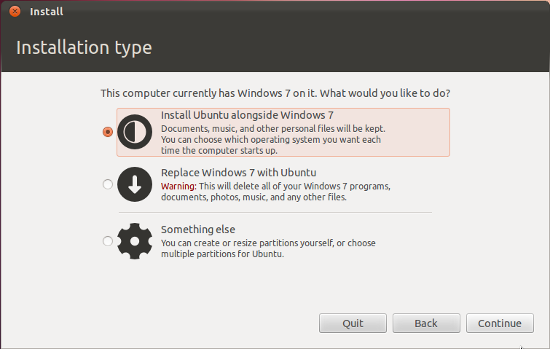 Install
Installation type
This computer currently has Windows 7 on it. What would you like to do?
Install Ubuntu alongside Windows 7
Documents, music, and other personal files will be kept.
You can choose which operating system you want each
time the computer starts up.
Replace Windows 7 with Ubuntu
Warning: This will delete all of your Windows 7 programs,
documents, photos, music, and any other files.
Something else
You can create or resize partitions yourself, or choose
multiple partitions for Ubuntu.
Quit Back Continue